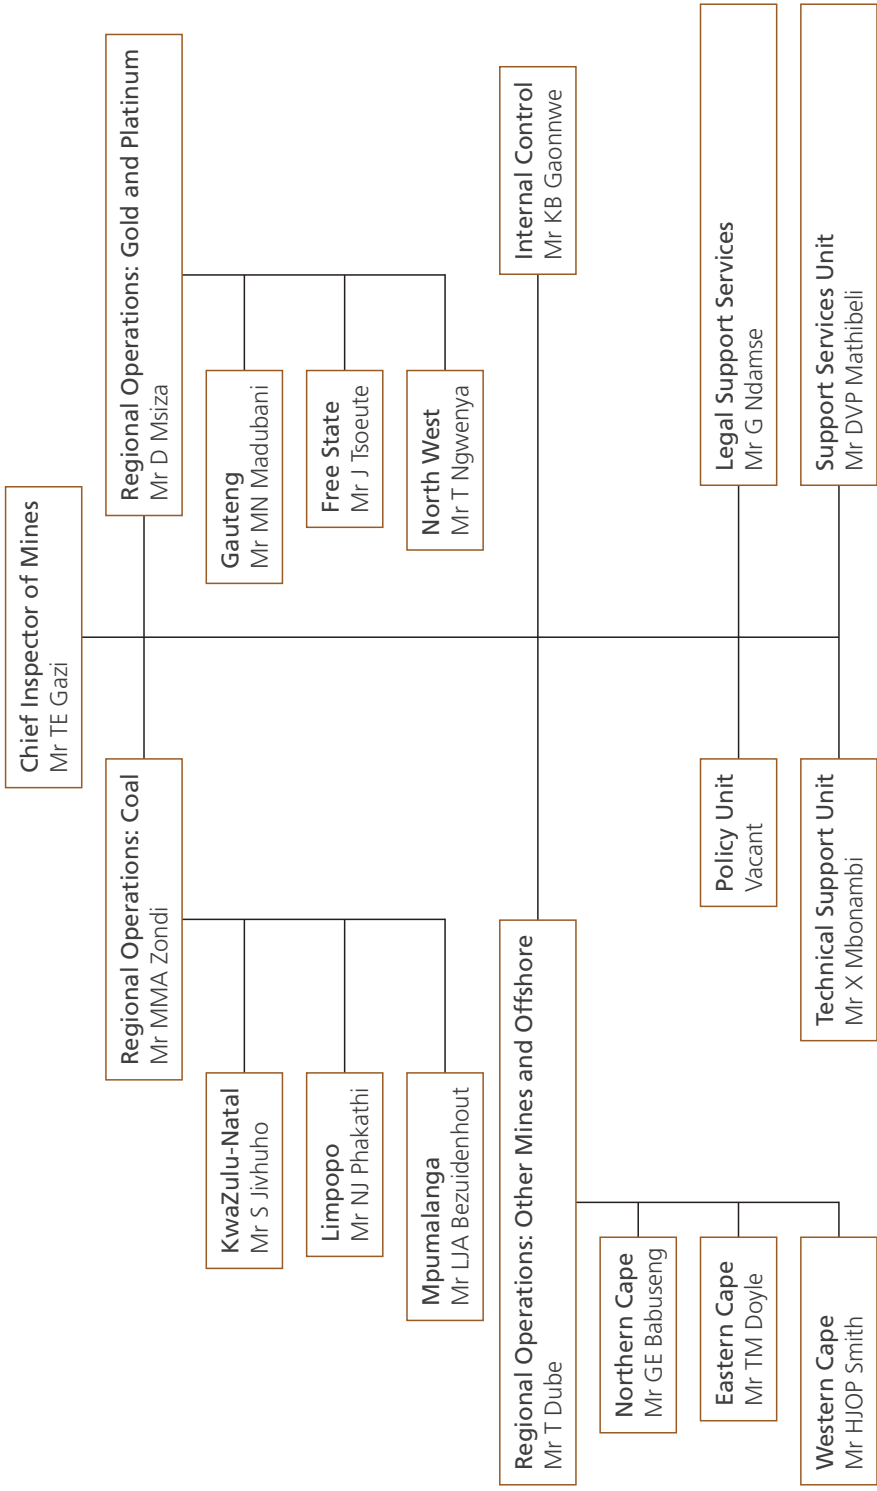 Chief Inspector of Mines
Mr TE Gazi
Regional Operations: Coal
Mr MMA Zondi
KwaZulu-Natal
Mr S Jivhuho
Limpopo
Mr NJ Phakathi
Mpumalanga
Mr LJA Bezuidenhout
Regional Operations: Gold and Platinum
Mr D Msiza
Gauteng
Mr MN Madubani
Free State
Mr J Tsoeute
North West
Mr T Ngwenya
Regional Operations: Other Mines and Offshore
Mr T Dube
Northern Cape
Mr GE Babuseng
Eastern Cape
Mr TM Doyle
Western Cape
Mr HJOP Smith
Internal Control
Mr KB Gaonnwe
Policy Unit
Vacant
Legal Support Services
Mr G Ndamse
Technical Support Unit
Mr X Mbonambi
Support Services Unit
Mr DVP Mathibeli